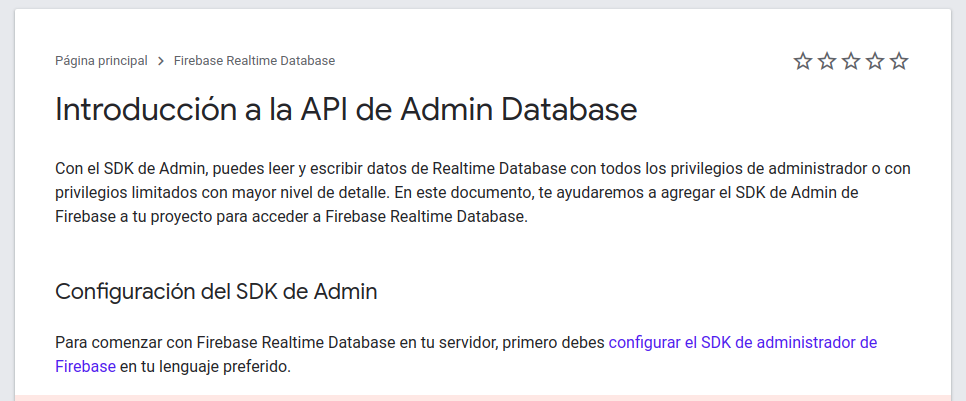 Página principal > Firebase Realtime Database
Introducción a la API de Admin Database
Con el SDK de Admin, puedes leer y escribir datos de Realtime Database con todos los privilegios de administrador o con
privilegios limitados con mayor nivel de detalle. En este documento, te ayudaremos a agregar el SDK de Admin de
Firebase a tu proyecto para acceder a Firebase Realtime Database.
Configuración del SDK de Admin
Para comenzar con Firebase Realtime Database en tu servidor, primero debes configurar el SDK de administrador de
Firebase en tu lenguaje preferido.